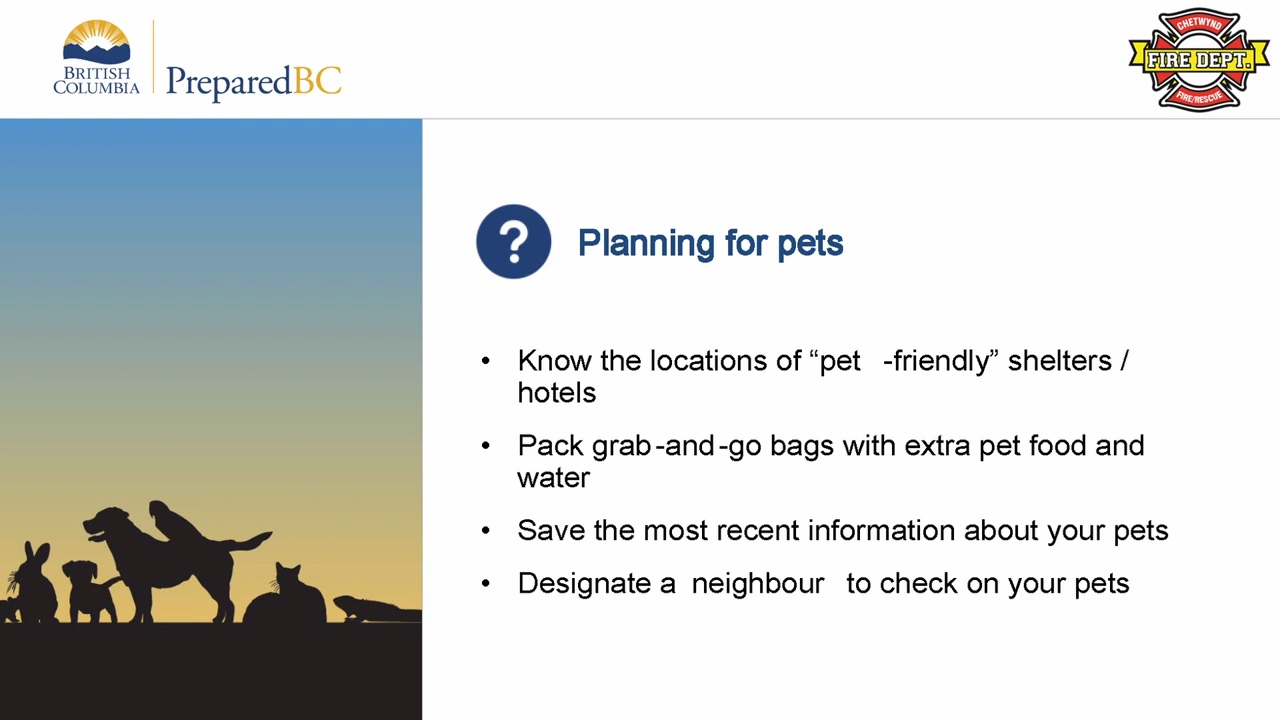 BRITISH
COLUMBIA
PreparedBC
CHETWYND
FIRE DEPT.
FIRE/RESCUE
?
Planning for pets
• Know the locations of “pet -friendly” shelters /
hotels
• Pack grab-and-go bags with extra pet food and
water
• Save the most recent information about your pets
• Designate a neighbour to check on your pets